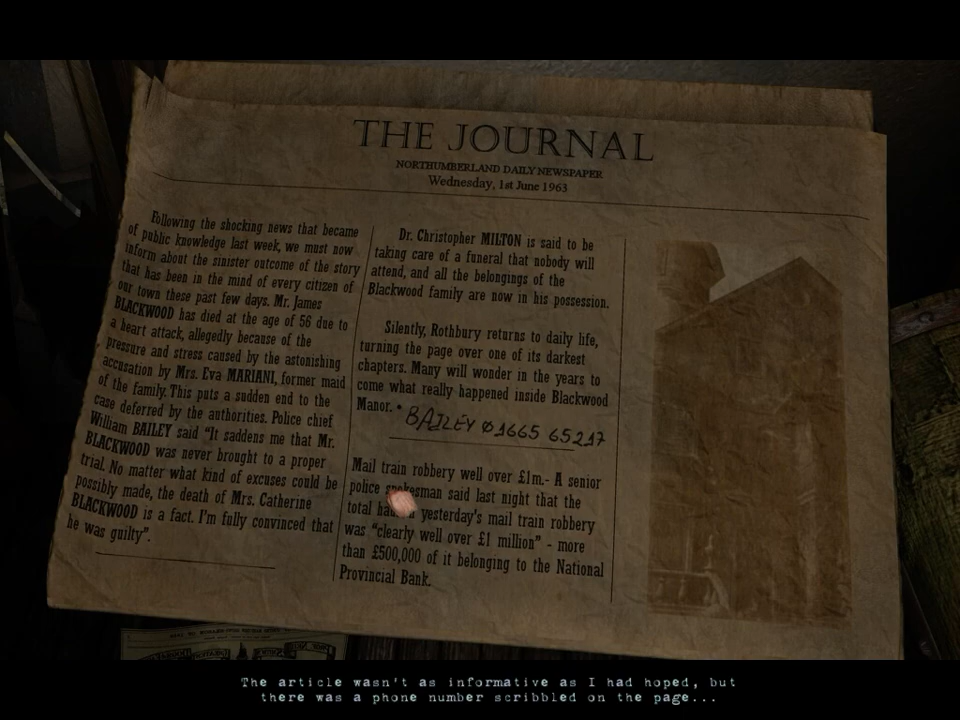 THE JOURNAL
NORTHUMBERLAND DAILY NEWSPAPER
Wednesday, 1st June 1963
Following the shocking news that became
of public knowledge last week, we must now
inform about the sinister outcome of the story
that has been in the mind of every citizen of
our town these past few days. Mr. James
BLACKWOOD has died at the age of 56 due to
a heart attack, allegedly because of the
pressure and stress caused by the astonishing
accusation by Mrs. Eva MARIANI, former maid
of the family. This puts a sudden end to the
case deferred by the authorities. Police chief
William BAILEY said "It saddens me that Mr.
BLACKWOOD was never brought to a proper
trial. No matter what kind of excuses could be
possibly made, the death of Mrs. Catherine
BLACKWOOD is a fact. I'm fully convinced that
he was guilty".
Dr. Christopher MILTON is said to be
taking care of a funeral that nobody will
attend, and all the belongings of the
Blackwood family are now in his possession.
Silently, Rothbury returns to daily life,
turning the page over one of its darkest
chapters. Many will wonder in the years to
come what really happened inside Blackwood
Manor. "
BAILEY 01665 65217
Mail train robbery well over £1m.- A senior
police spokesman said last night that the
total yesterday's mail train robbery
was "clearly well over £1 million" - more
than £500,000 of it belonging to the National
Provincial Bank.
The article wasn't as informative as I had hoped, but
there was a phone number scribbled on the page...